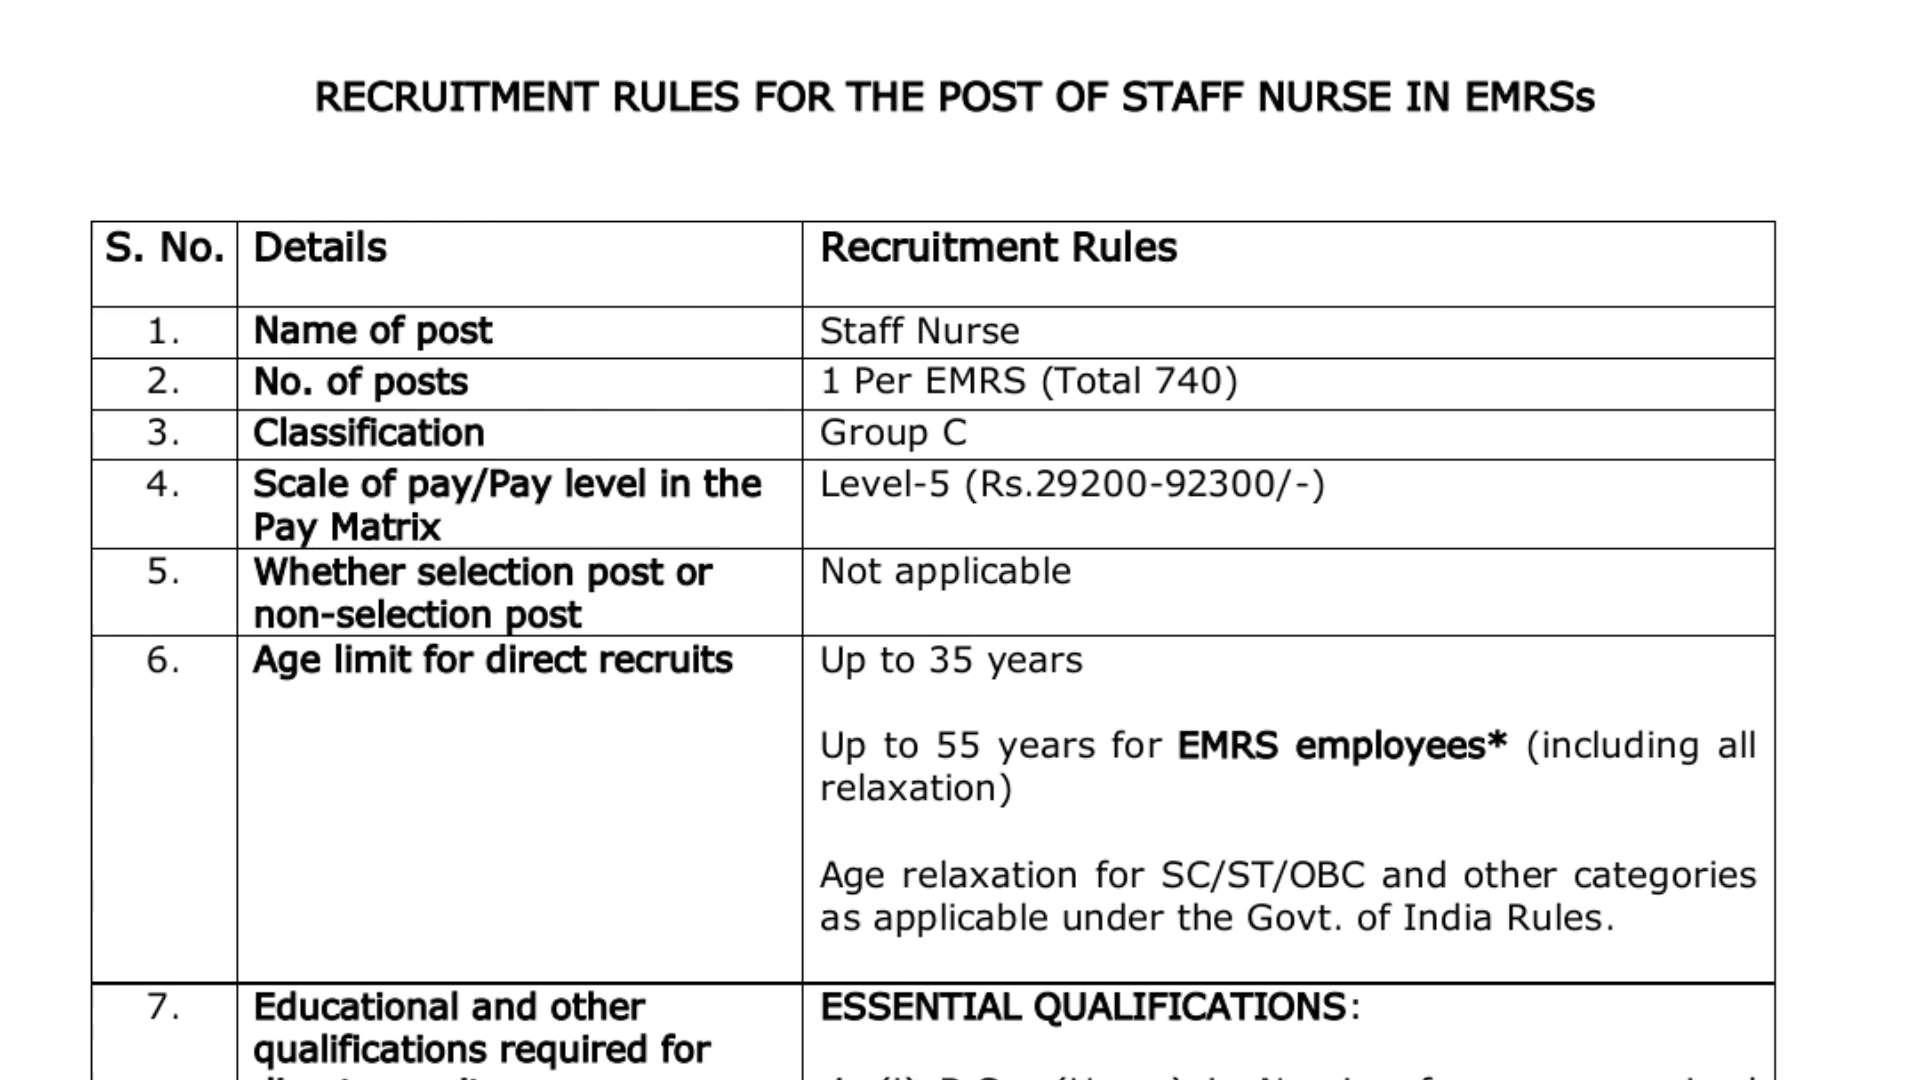 RECRUITMENT RULES FOR THE POST OF STAFF NURSE IN EMRSs
S. No. Details Recruitment Rules
1. Name of post Staff Nurse
2. No. of posts 1 Per EMRS (Total 740)
3. Classification Group C
4. Scale of pay/Pay level in the Level-5 (Rs.29200-92300/-)
Pay Matrix
5. Whether selection post or Not applicable
non-selection post
6. Age limit for direct recruits Up to 35 years
Up to 55 years for EMRS employees* (including all
relaxation)
Age relaxation for SC/ST/OBC and other categories
as applicable under the Govt. of India Rules.
7. Educational and other ESSENTIAL QUALIFICATIONS:
qualifications required for